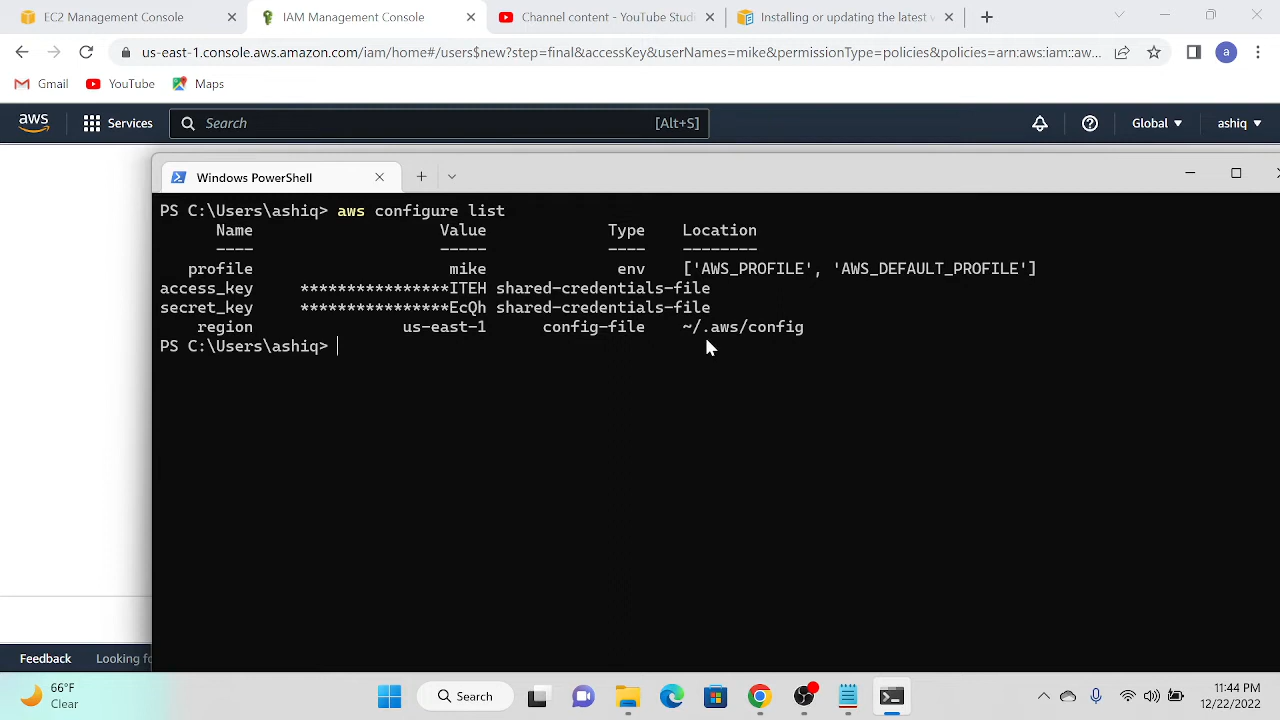 EC2 Management Console
IAM Management Console
Channel content - YouTube Studi
Installing or updating the latest v
us-east-1.console.aws.amazon.com/iam/home#/users$new?step=final&accessKey&userNames=mike&permissionType=policies&policies=arn:aws:iam::aw...
a
Gmail
YouTube
Maps
aws
Services
Search
[Alt+S]
Global
ashiq
Windows PowerShell
PS C:\Users\ashiq> aws configure list
Name Value Type Location
---- ----- ---- --------
profile mike env ['AWS_PROFILE', 'AWS_DEFAULT_PROFILE']
access_key ****************ITEH shared-credentials-file
secret_key ****************EcQh shared-credentials-file
region us-east-1 config-file ~/.aws/config
PS C:\Users\ashiq>
Feedback
Looking fo
66°F
Clear
Search
11:44 PM
12/22/2022